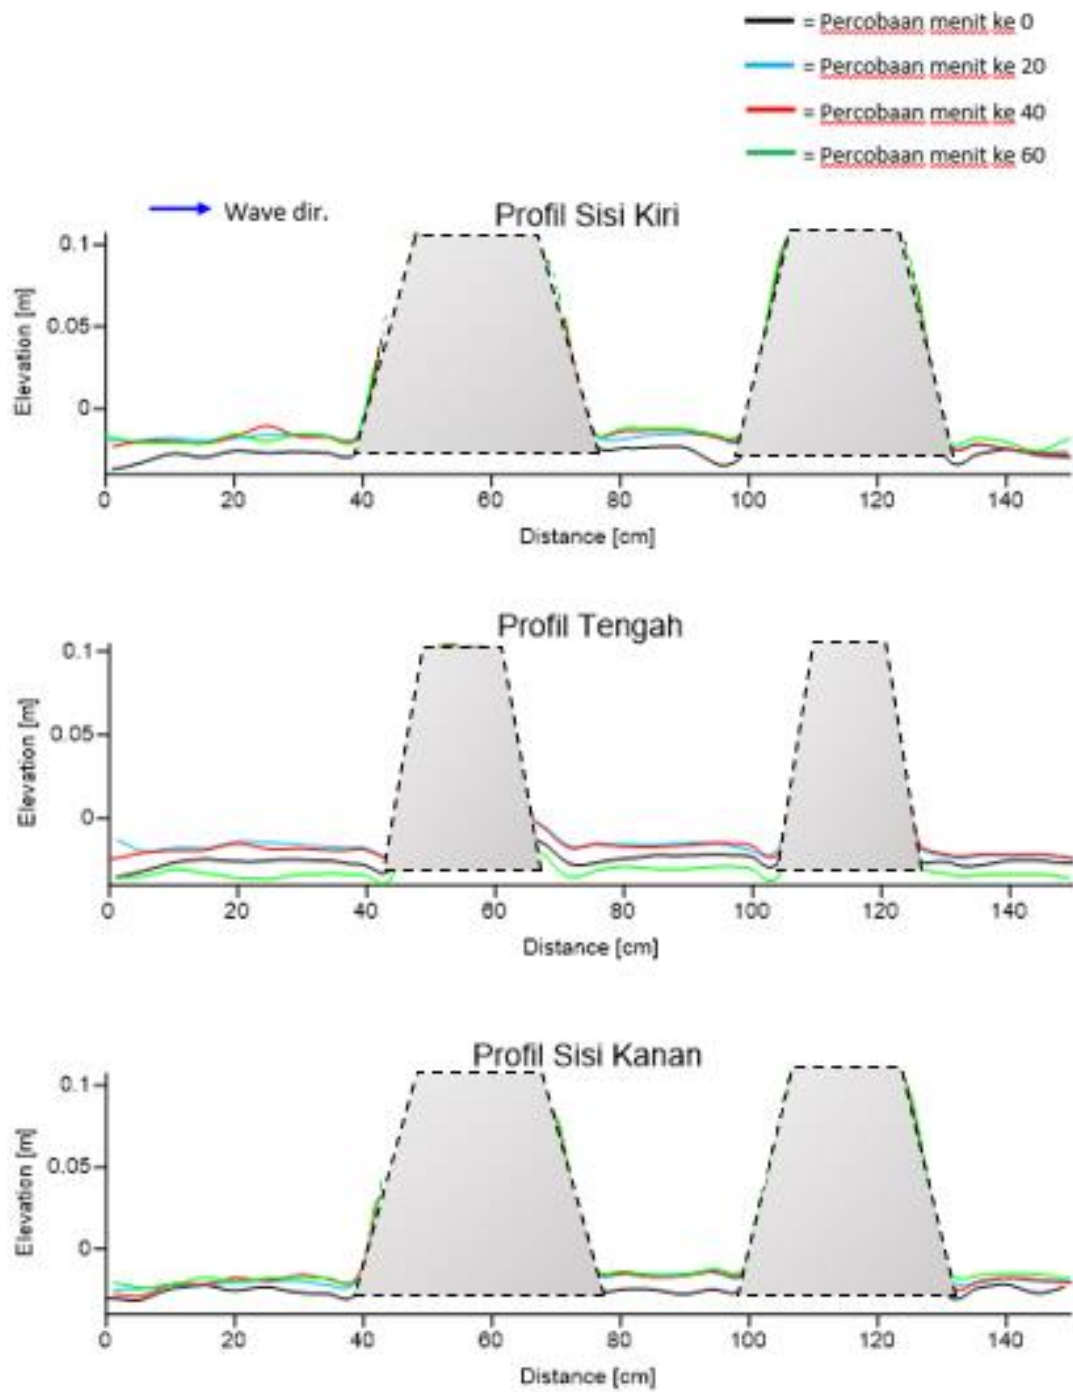 = Percobaan menit ke 0
= Percobaan menit ke 20
= Percobaan menit ke 40
= Percobaan menit ke 60
Wave dir.
Profil Sisi Kiri
0.1
0.05
0
Elevation [m]
0 20 40 60 80 100 120 140
Distance [cm]
Profil Tengah
0.1
0.05
0
Elevation [m]
0 20 40 60 80 100 120 140
Distance [cm]
Profil Sisi Kanan
0.1
0.05
0
Elevation [m]
0 20 40 60 80 100 120 140
Distance [cm]